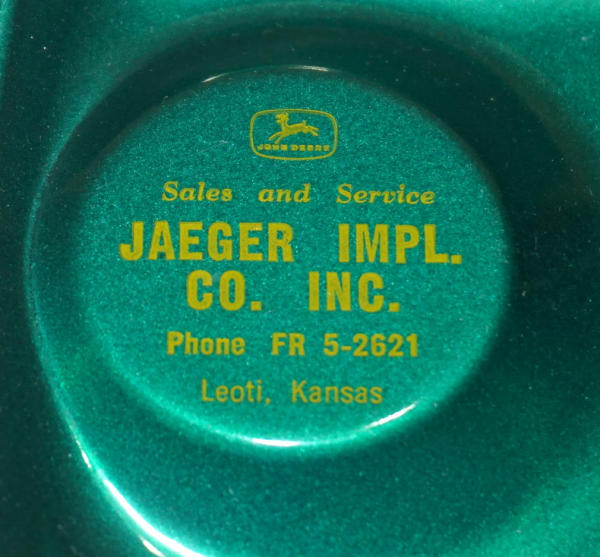 JOHN DEERE
Sales and Service
JAEGER IMPL.
CO. INC.
Phone FR 5-2621
Leoti, Kansas